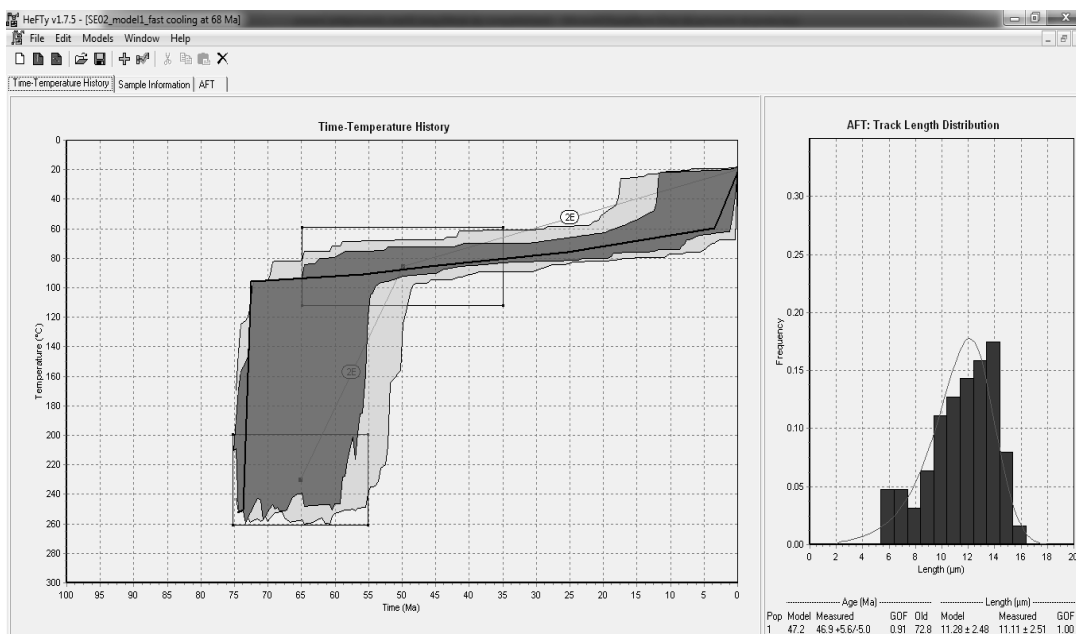 HeFTy v1.7.5 - [SE02_model1_fast cooling at 68 Ma]
File Edit Models Window Help
Time-Temperature History Sample Information AFT
Time-Temperature History
0
20
40
60
80
100
120
140
160
180
200
220
240
260
280
300
Temperature (°C)
2E
2E
100 95 90 85 80 75 70 65 60 55 50 45 40 35 30 25 20 15 10 5 0
Time (Ma)
AFT: Track Length Distribution
Frequency
0.30
0.25
0.20
0.15
0.10
0.05
0.00
0 2 4 6 8 10 12 14 16 18 20
Length (µm)
Age (Ma) Length (µm)
Pop Model Measured GOF Old Model Measured GOF
1 47.2 46.9 +5.6/-5.0 0.91 72.8 11.28 ± 2.48 11.11 ± 2.51 1.00